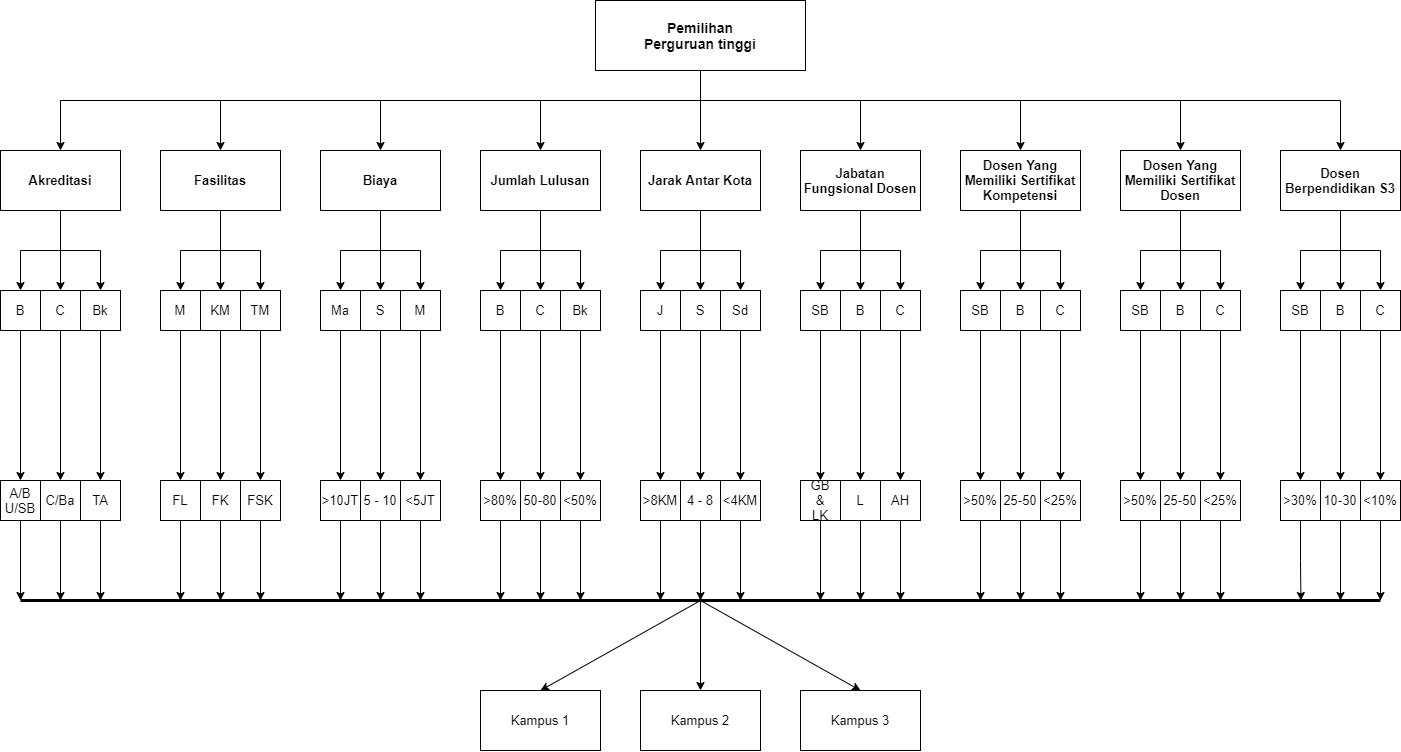 Pemilihan
Perguruan tinggi
Akreditasi
Fasilitas
Biaya
Jumlah Lulusan
Jarak Antar Kota
Jabatan
Fungsional Dosen
Dosen Yang
Memiliki Sertifikat
Kompetensi
Dosen Yang
Memiliki Sertifikat
Dosen
Dosen
Berpendidikan S3
B C Bk
M KM TM
Ma S M
B C Bk
J S Sd
SB B C
SB B C
SB B C
SB B C
A/B
U/SB
C/Ba
TA
FL FK FSK
>10JT 5 - 10 <5JT
>80% 50-80 <50%
>8KM 4 - 8 <4KM
GB
&
LK
L
AH
>50% 25-50 <25%
>50% 25-50 <25%
>30% 10-30 <10%
Kampus 1
Kampus 2
Kampus 3